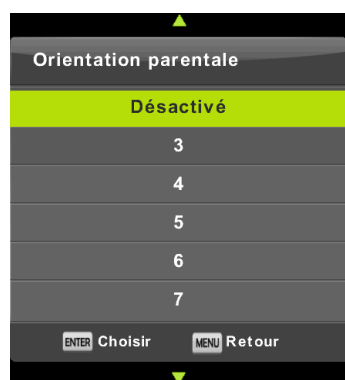 Orientation parentale
Désactivé
3
4
5
6
7
ENTER Choisir MENU Retour